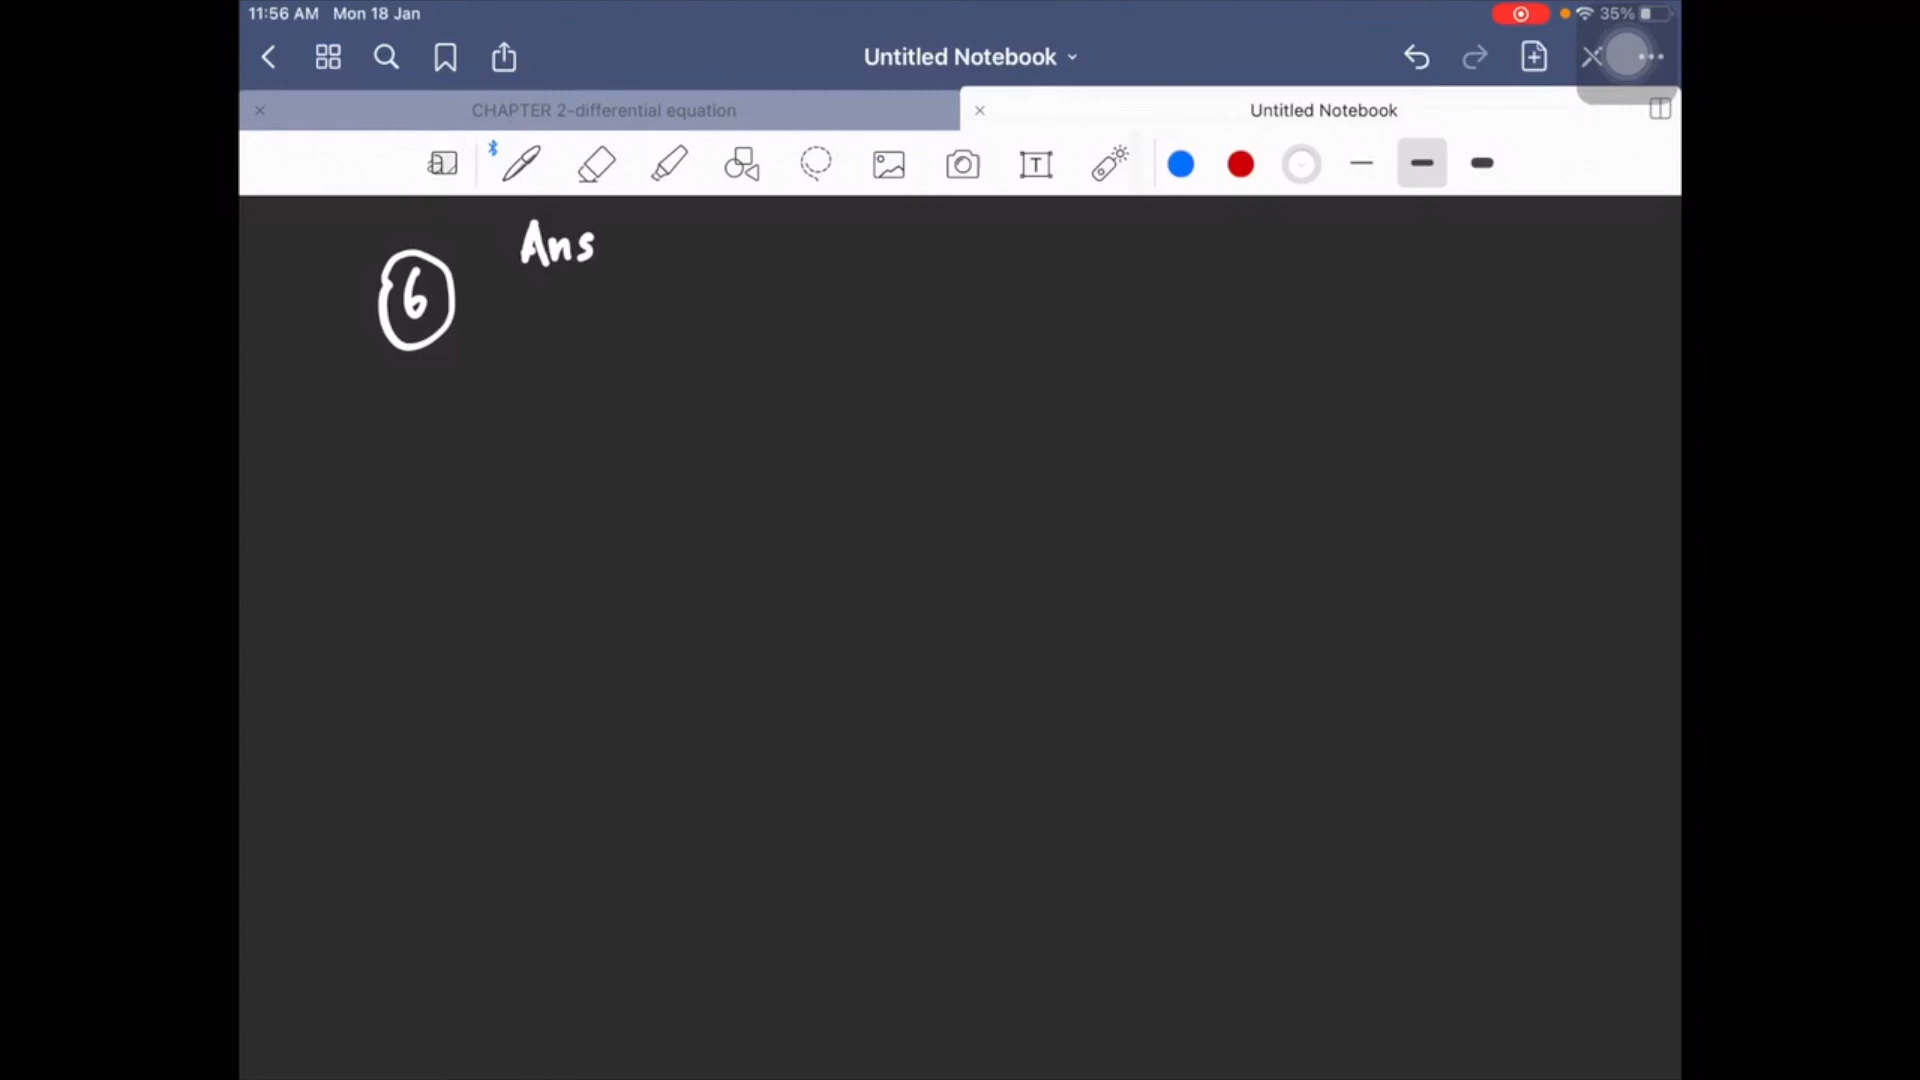 11:56 AM Mon 18 Jan 35%
Untitled Notebook
CHAPTER 2-differential equation Untitled Notebook
a T
Ans
6